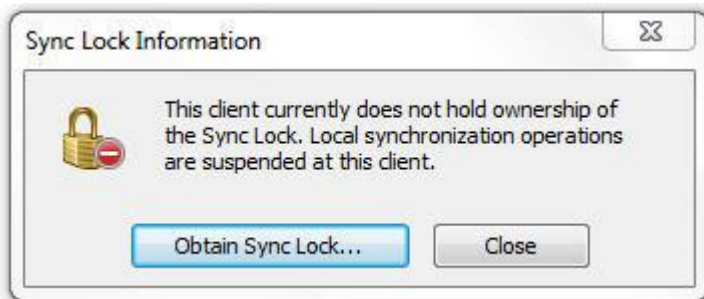 Sync Lock Information
This client currently does not hold ownership of
the Sync Lock. Local synchronization operations
are suspended at this client.
Obtain Sync Lock...
Close